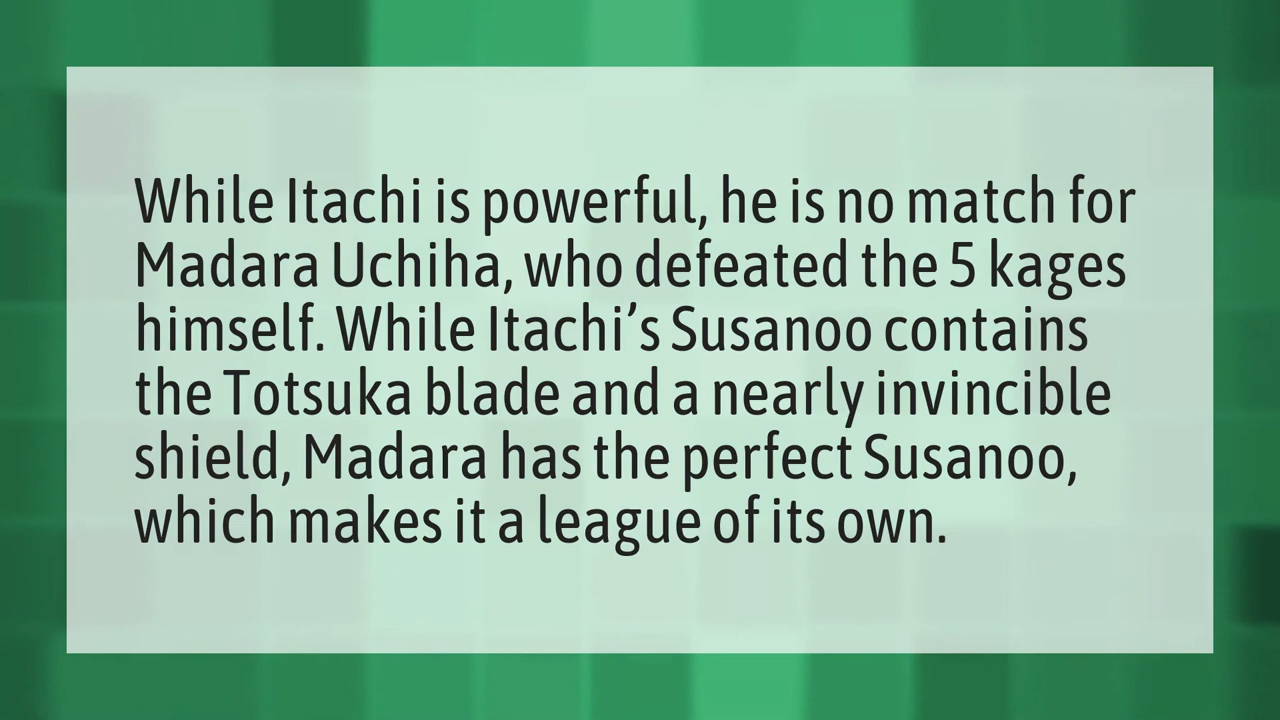 While Itachi is powerful, he is no match for
Madara Uchiha, who defeated the 5 kages
himself. While Itachi’s Susanoo contains
the Totsuka blade and a nearly invincible
shield, Madara has the perfect Susanoo,
which makes it a league of its own.